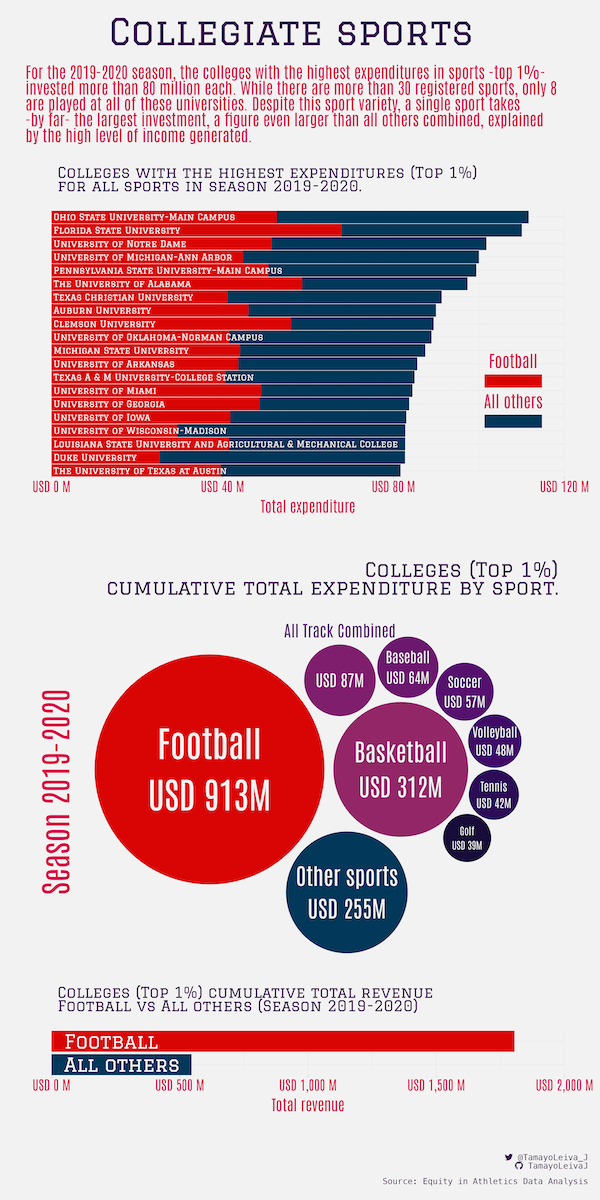 Collegiate sports
For the 2019-2020 season, the colleges with the highest expenditures in sports -top 1%-
invested more than 80 million each. While there are more than 30 registered sports, only 8
are played at all of these universities. Despite this sport variety, a single sport takes
-by far- the largest investment, a figure even larger than all others combined, explained
by the high level of income generated.
Colleges with the highest expenditures (Top 1%)
for all sports in season 2019-2020.
Ohio State University-Main Campus
Florida State University
University of Notre Dame
University of Michigan-Ann Arbor
Pennsylvania State University-Main Campus
The University of Alabama
Texas Christian University
Auburn University
Clemson University
University of Oklahoma-Norman Campus
Michigan State University
University of Arkansas
Texas A & M University-College Station
University of Miami
University of Georgia
University of Iowa
University of Wisconsin-Madison
Louisiana State University and Agricultural & Mechanical College
Duke University
The University of Texas at Austin
Football
All others
USD 0 M USD 40 M USD 80 M USD 120 M
Total expenditure
Colleges (Top 1%)
cumulative total expenditure by sport.
Season 2019-2020
All Track Combined
USD 87M
Baseball
USD 64M
Soccer
USD 57M
Volleyball
USD 48M
Football
USD 913M
Basketball
USD 312M
Tennis
USD 42M
Golf
USD 39M
Other sports
USD 255M
Colleges (Top 1%) cumulative total revenue
Football vs All others (Season 2019-2020)
Football
All others
USD 0 M USD 500 M USD 1,000 M USD 1,500 M USD 2,000 M
Total revenue
@TamayoLeiva_J
TamayoLeivaJ
Source: Equity in Athletics Data Analysis